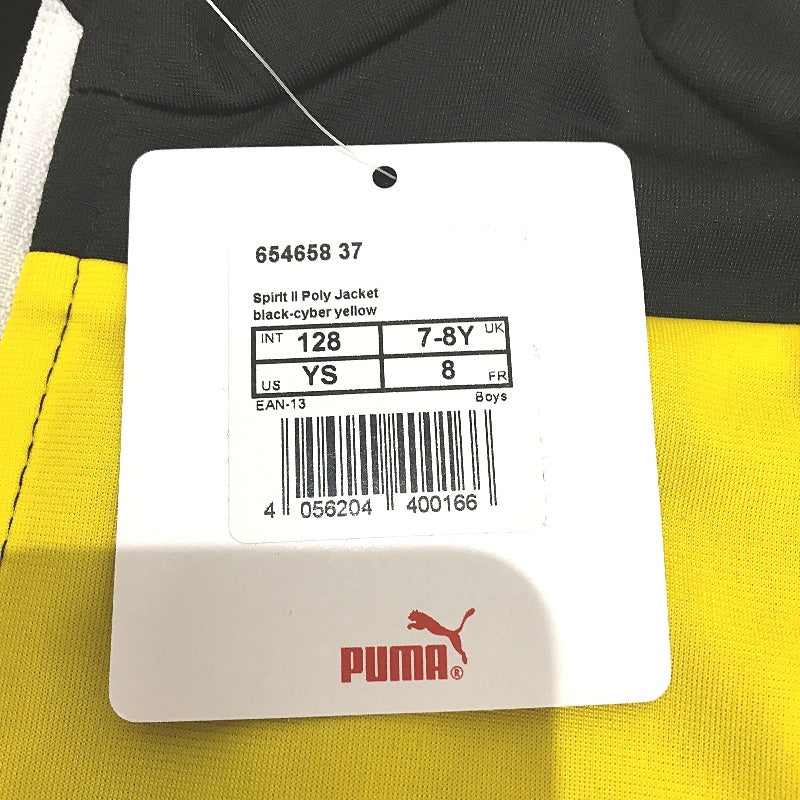 654658 37
Spirit II Poly Jacket
black-cyber yellow
INT 128 7-8Y UK
US YS 8 FR
EAN-13 Boys
4 056204 400166
PUMA®